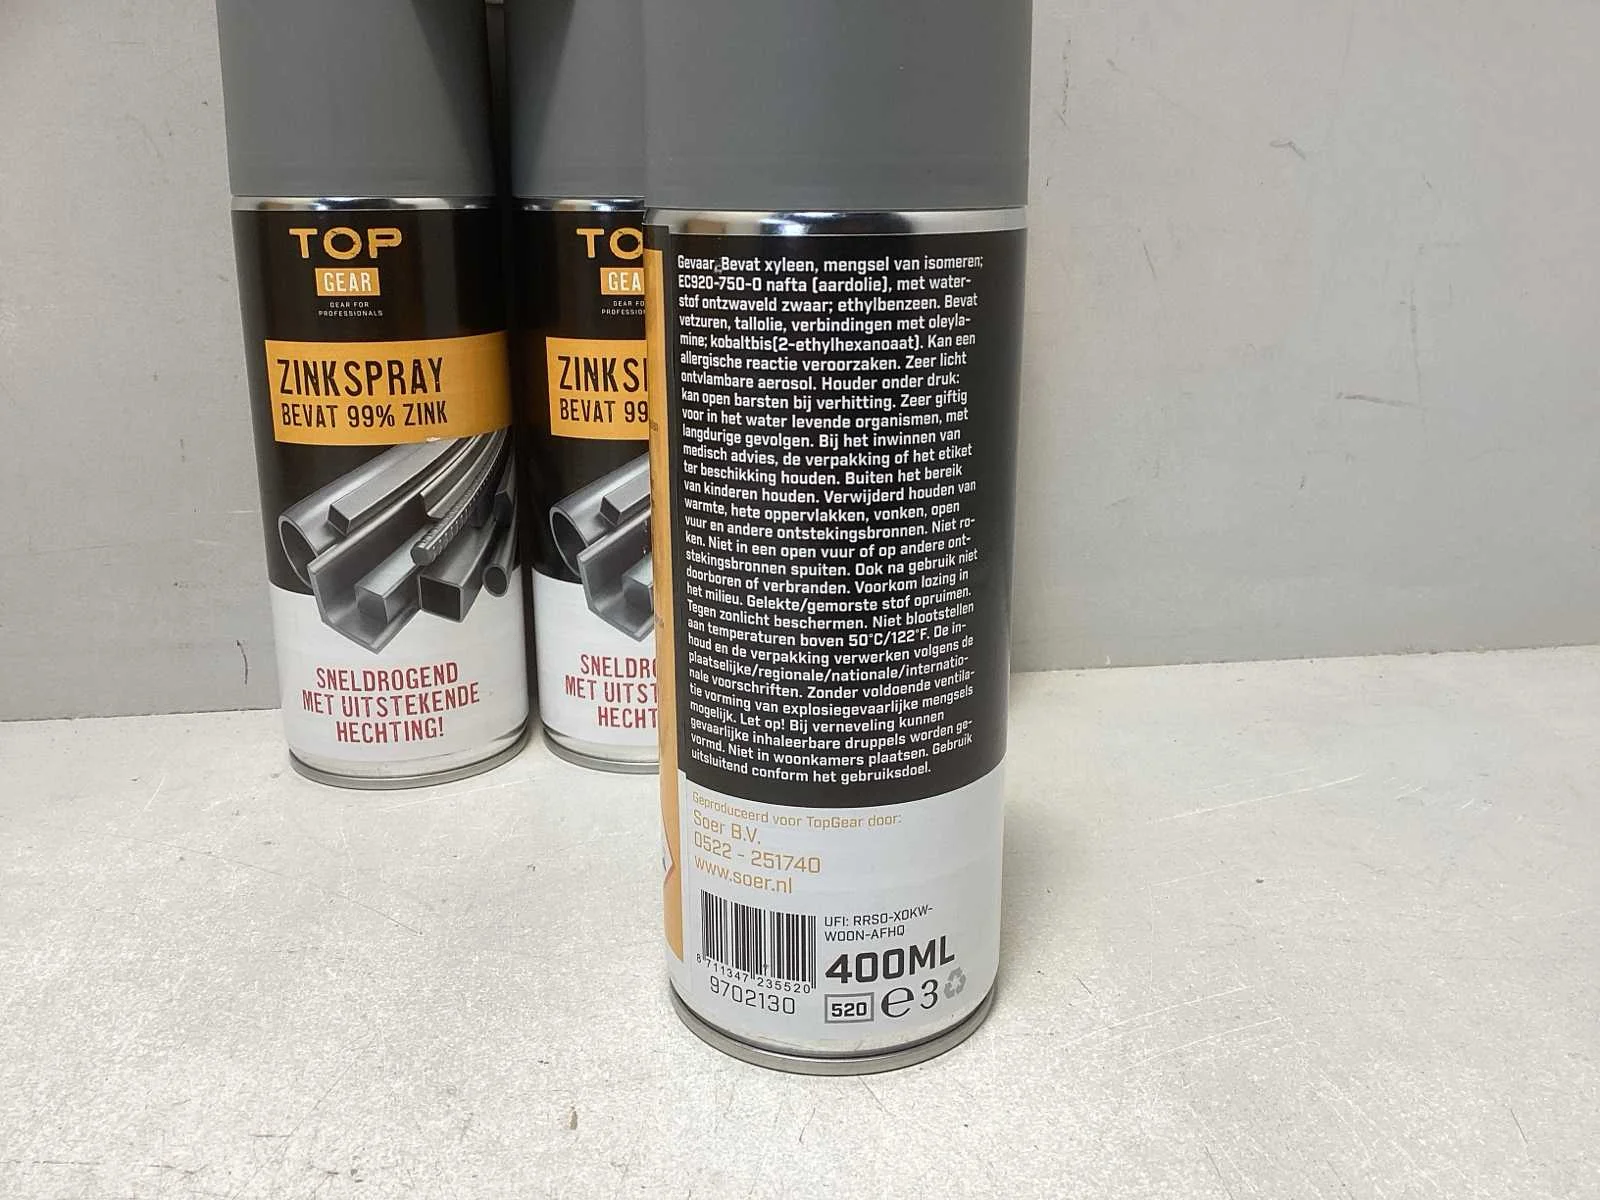 TOP
GEAR
GEAR FOR
PROFESSIONALS
ZINKSPRAY
BEVAT 99% ZINK
SNELDROGEND
MET UITSTEKENDE
HECHTING!
TO
GEA
GEAR FO
PROFESSION
ZINKS
BEVAT 99
SNELDRO
MET UITST
HECHT
Gevaar. Bevat xyleen, mengsel van isomeren;
EC920-750-0 nafta (aardolie), met water-
stof ontzwaveld zwaar; ethylbenzeen. Bevat
vetzuren, tallolie, verbindingen met oleyla-
mine; kobaltbis(2-ethylhexanoaat). Kan een
allergische reactie veroorzaken. Zeer licht
ontvlambare aerosol. Houder onder druk:
kan open barsten bij verhitting. Zeer giftig
voor in het water levende organismen, met
langdurige gevolgen. Bij het inwinnen van
medisch advies, de verpakking of het etiket
ter beschikking houden. Buiten het bereik
van kinderen houden. Verwijderd houden van
warmte, hete oppervlakken, vonken, open
vuur en andere ontstekingsbronnen. Niet ro-
ken. Niet in een open vuur of op andere ont-
stekingsbronnen spuiten. Ook na gebruik niet
doorboren of verbranden. Voorkom lozing in
het milieu. Gelekte/gemorste stof opruimen.
Tegen zonlicht beschermen. Niet blootstellen
aan temperaturen boven 50°C/122°F. De in-
houd en de verpakking verwerken volgens de
plaatselijke/regionale/nationale/internatio-
nale voorschriften. Zonder voldoende ventila-
tie vorming van explosiegevaarlijke mengsels
mogelijk. Let op! Bij verneveling kunnen
gevaarlijke inhaleerbare druppels worden ge-
vormd. Niet in woonkamers plaatsen. Gebruik
uitsluitend conform het gebruiksdoel.
Geproduceerd voor TopGear door:
Soer B.V.
0522 - 251740
www.soer.nl
UFI: RRS0-X0KW-
W00N-AFHQ
400ML
520 e 3
8 711347 235520
9702130